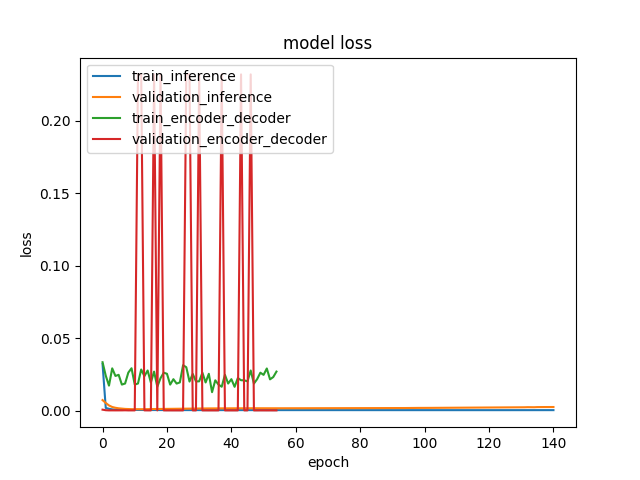 model loss
train_inference
validation_inference
train_encoder_decoder
validation_encoder_decoder
loss
0.20
0.15
0.10
0.05
0.00
0 20 40 60 80 100 120 140
epoch